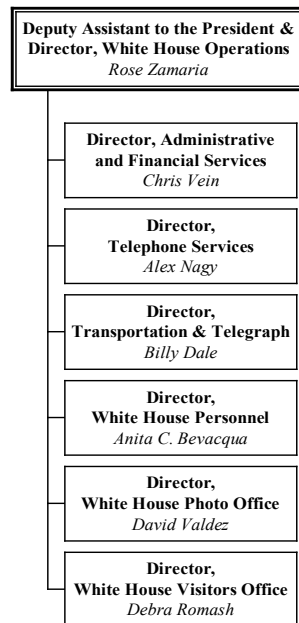 Deputy Assistant to the President &
Director, White House Operations
Rose Zamaria
Director, Administrative
and Financial Services
Chris Vein
Director,
Telephone Services
Alex Nagy
Director,
Transportation & Telegraph
Billy Dale
Director,
White House Personnel
Anita C. Bevacqua
Director,
White House Photo Office
David Valdez
Director,
White House Visitors Office
Debra Romash